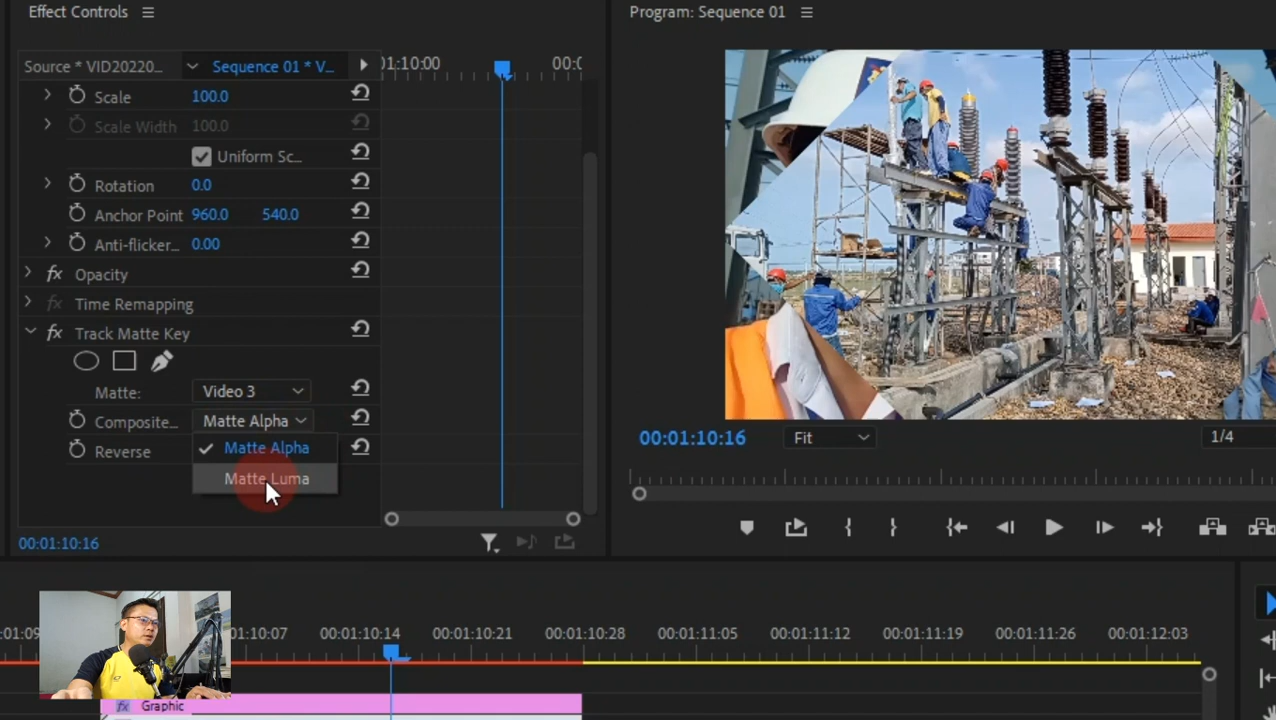 Effect Controls
Program: Sequence 01
Source * VID20220...
Sequence 01 * V...
01:10:00
00:0
Scale 100.0
Scale Width 100.0
Uniform Sc...
Rotation 0.0
Anchor Point 960.0 540.0
Anti-flicker... 0.00
fx Opacity
fx Time Remapping
fx Track Matte Key
Matte: Video 3
Composite... Matte Alpha
Reverse
Matte Alpha
Matte Luma
00:01:10:16
00:01:10:16
Fit
1/4
:01:09 01:10:07 00:01:10:14 00:01:10:21 00:01:10:28 00:01:11:05 00:01:11:12 00:01:11:19 00:01:11:26 00:01:12:03
fx Graphic